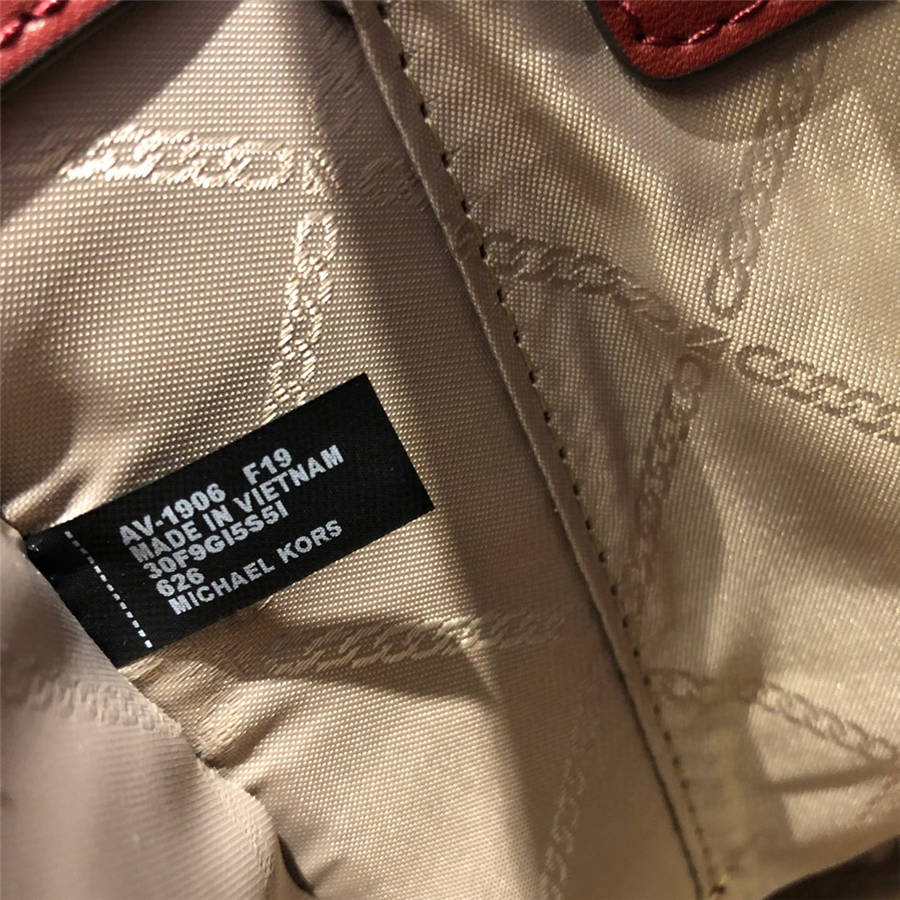 AV-1906 F19
MADE IN VIETNAM
30F9GI5S5I
626
MICHAEL KORS